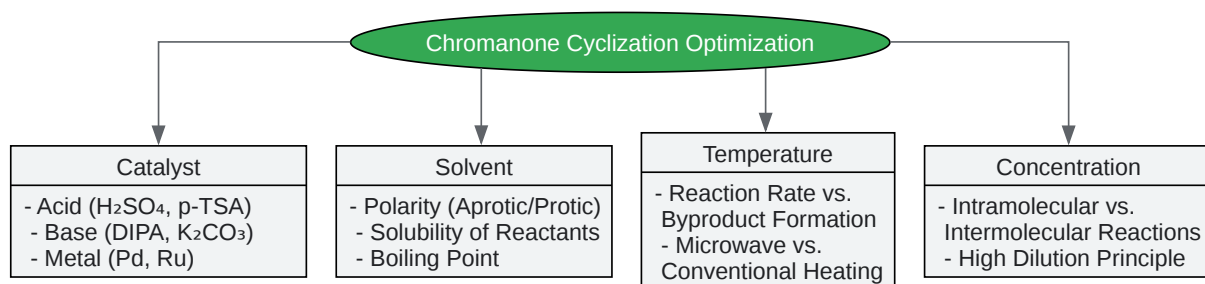 Chromanone Cyclization Optimization
Catalyst
- Acid (H₂SO₄, p-TSA)
- Base (DIPA, K₂CO₃)
- Metal (Pd, Ru)
Solvent
- Polarity (Aprotic/Protic)
- Solubility of Reactants
- Boiling Point
Temperature
- Reaction Rate vs.
Byproduct Formation
- Microwave vs.
Conventional Heating
Concentration
- Intramolecular vs.
Intermolecular Reactions
- High Dilution Principle